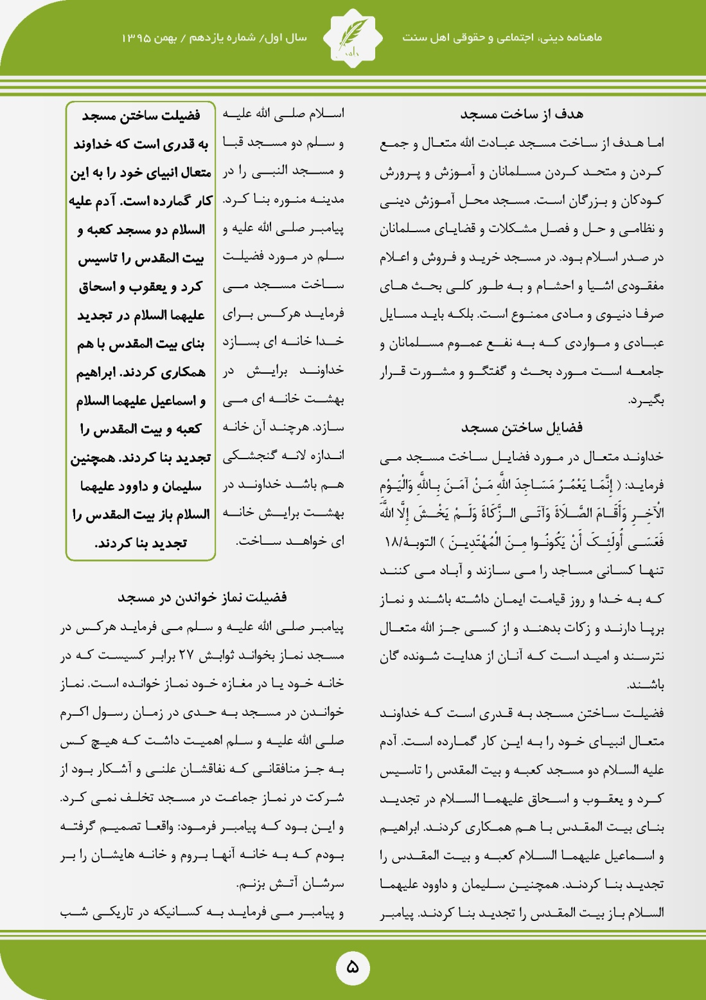 ماهنامه دینی، اجتماعی و حقوقی اهل سنت
سال اول/ شماره یازدهم / بهمن ۱۳۹۵
هدف از ساخت مسجد
اما هدف از ساخت مسجد عبادت الله متعال و جمع
کردن و متحد کردن مسلمانان و آموزش و پرورش
کودکان و بزرگان است. مسجد محل آموزش دینی
و نظامی و حل و فصل مشکلات و قضایای مسلمانان
در صدر اسلام بود. در مسجد خرید و فروش و اعلام
مفقودی اشیا و احشام و به طور کلی بحث های
صرفا دنیوی و مادی ممنوع است. بلکه باید مسایل
عبادی و مواردی که به نفع عموم مسلمانان و
جامعه است مورد بحث و گفتگو و مشورت قرار
بگیرد.
فضایل ساختن مسجد
خداوند متعال در مورد فضایل ساخت مسجد می
فرماید: ( إِنَّمَا يَعْمُرُ مَسَاجِدَ اللَّهِ مَنْ آمَنَ بِاللَّهِ وَالْيَوْمِ
الْآخِرِ وَأَقَامَ الصَّلَاةَ وَآتَى الزَّكَاةَ وَلَمْ يَخْشَ إِلَّا اللَّهَ
فَعَسَى أُولَئِكَ أَنْ يَكُونُوا مِنَ الْمُهْتَدِينَ ) التوبة/۱۸
تنها کسانی مساجد را می سازند و آباد می کنند
که به خدا و روز قیامت ایمان داشته باشند و نماز
برپا دارند و زکات بدهند و از کسی جز الله متعال
نترسند و امید است که آنان از هدایت شونده گان
باشند.
فضیلت ساختن مسجد به قدری است که خداوند
متعال انبیای خود را به این کار گمارده است. آدم
علیه السلام دو مسجد کعبه و بیت المقدس را تاسیس
کرد و یعقوب و اسحاق علیهما السلام در تجدید
بنای بیت المقدس با هم همکاری کردند. ابراهیم
و اسماعیل علیهما السلام کعبه و بیت المقدس را
تجدید بنا کردند. همچنین سلیمان و داوود علیهما
السلام باز بیت المقدس را تجدید بنا کردند. پیامبر
اسلام صلی الله علیه
و سلم دو مسجد قبا
و مسجد النبی را در
مدینه منوره بنا کرد.
پیامبر صلی الله علیه و
سلم در مورد فضیلت
ساخت مسجد می
فرماید هرکس برای
خدا خانه ای بسازد
خداوند برایش در
بهشت خانه ای می
سازد. هرچند آن خانه
اندازه لانه گنجشکی
هم باشد خداوند در
بهشت برایش خانه
ای خواهد ساخت.
فضیلت ساختن مسجد
به قدری است که خداوند
متعال انبیای خود را به این
کار گمارده است. آدم علیه
السلام دو مسجد کعبه و
بیت المقدس را تاسیس
کرد و یعقوب و اسحاق
علیهما السلام در تجدید
بنای بیت المقدس با هم
همکاری کردند. ابراهیم
و اسماعیل علیهما السلام
کعبه و بیت المقدس را
تجدید بنا کردند. همچنین
سلیمان و داوود علیهما
السلام باز بیت المقدس را
تجدید بنا کردند.
فضیلت نماز خواندن در مسجد
پیامبر صلی الله علیه و سلم می فرماید هرکس در
مسجد نماز بخواند ثوابش ۲۷ برابر کسیست که در
خانه خود یا در مغازه خود نماز خوانده است. نماز
خواندن در مسجد به حدی در زمان رسول اکرم
صلی الله علیه و سلم اهمیت داشت که هیچ کس
به جز منافقانی که نفاقشان علنی و آشکار بود از
شرکت در نماز جماعت در مسجد تخلف نمی کرد.
و این بود که پیامبر فرمود: واقعا تصمیم گرفته
بودم که به خانه آنها بروم و خانه هایشان را بر
سرشان آتش بزنم.
و پیامبر می فرماید به کسانیکه در تاریکی شب
۵